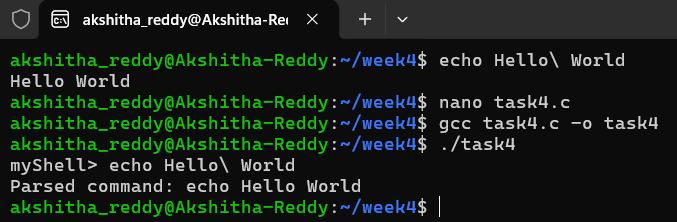 akshitha_reddy@Akshitha-Re
akshitha_reddy@Akshitha-Reddy:~/week4$ echo Hello\ World
Hello World
akshitha_reddy@Akshitha-Reddy:~/week4$ nano task4.c
akshitha_reddy@Akshitha-Reddy:~/week4$ gcc task4.c -o task4
akshitha_reddy@Akshitha-Reddy:~/week4$ ./task4
myShell> echo Hello\ World
Parsed command: echo Hello World
akshitha_reddy@Akshitha-Reddy:~/week4$